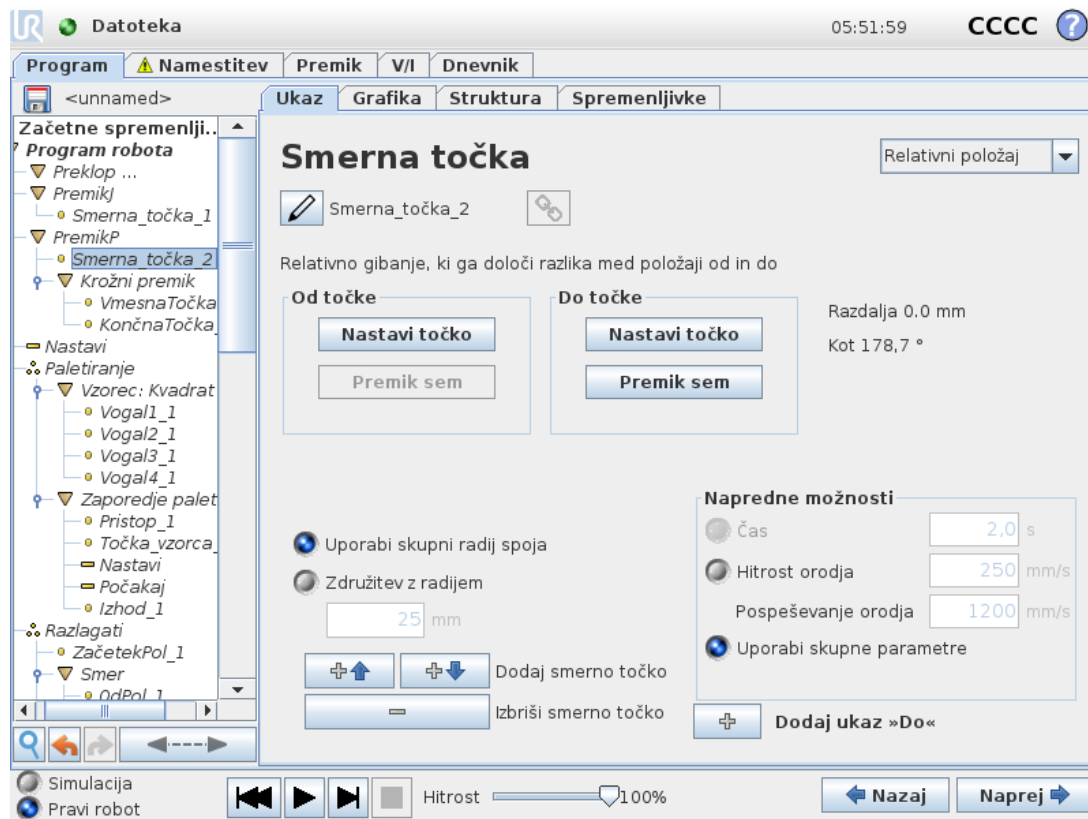 UR Datoteka 05:51:59 CCCC ?
Program Namestitev Premik V/I Dnevnik
<unnamed>
Ukaz Grafika Struktura Spremenljivke
Začetne spremenlji..
Program robota
Preklop ...
PremikJ
Smerna_točka_1
PremikP
Smerna_točka_2
Krožni premik
VmesnaTočka
KončnaTočka_
Nastavi
Paletiranje
Vzorec: Kvadrat
Vogal1_1
Vogal2_1
Vogal3_1
Vogal4_1
Zaporedje palet
Pristop_1
Točka_vzorca_
Nastavi
Počakaj
Izhod_1
Razlagati
ZačetekPol_1
Smer
OdPol_1
Smerna točka
Relativni položaj
Smerna_točka_2
Relativno gibanje, ki ga določi razlika med položaji od in do
Od točke
Nastavi točko
Premik sem
Do točke
Nastavi točko
Premik sem
Razdalja 0.0 mm
Kot 178,7 °
Uporabi skupni radij spoja
Združitev z radijem
25 mm
Dodaj smerno točko
Izbriši smerno točko
Napredne možnosti
Čas 2,0 s
Hitrost orodja 250 mm/s
Pospeševanje orodja 1200 mm/s
Uporabi skupne parametre
Dodaj ukaz »Do«
Simulacija
Pravi robot
Hitrost 100%
Nazaj
Naprej